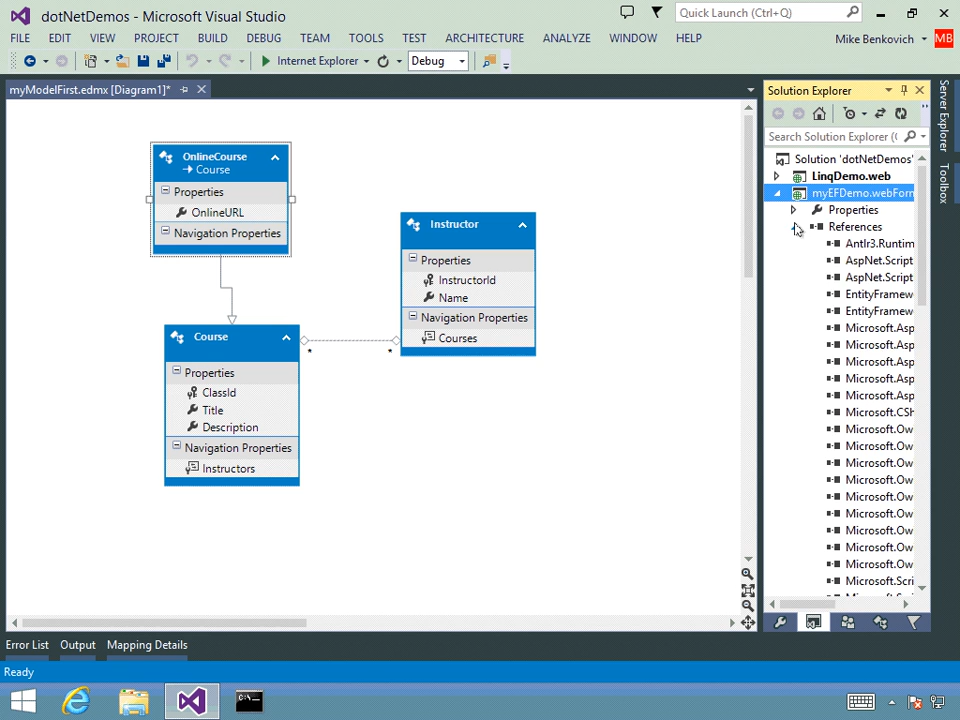 dotNetDemos - Microsoft Visual Studio
Quick Launch (Ctrl+Q)
FILE EDIT VIEW PROJECT BUILD DEBUG TEAM TOOLS TEST ARCHITECTURE ANALYZE WINDOW HELP
Mike Benkovich MB
Internet Explorer Debug
myModelFirst.edmx [Diagram1]*
Solution Explorer
Search Solution Explorer (
Solution 'dotNetDemos'
LinqDemo.web
myEFDemo.webForm
Properties
References
Antlr3.Runtim
AspNet.Script
AspNet.Script
EntityFramew
EntityFramew
Microsoft.Asp
Microsoft.Asp
Microsoft.Asp
Microsoft.Asp
Microsoft.Asp
Microsoft.CSh
Microsoft.Ow
Microsoft.Ow
Microsoft.Ow
Microsoft.Ow
Microsoft.Ow
Microsoft.Ow
Microsoft.Ow
Microsoft.Ow
Microsoft.Ow
Microsoft.Scri
Server Explorer
Toolbox
OnlineCourse
Course
Properties
OnlineURL
Navigation Properties
Instructor
Properties
InstructorId
Name
Navigation Properties
Courses
* *
Course
Properties
ClassId
Title
Description
Navigation Properties
Instructors
Error List Output Mapping Details
Ready